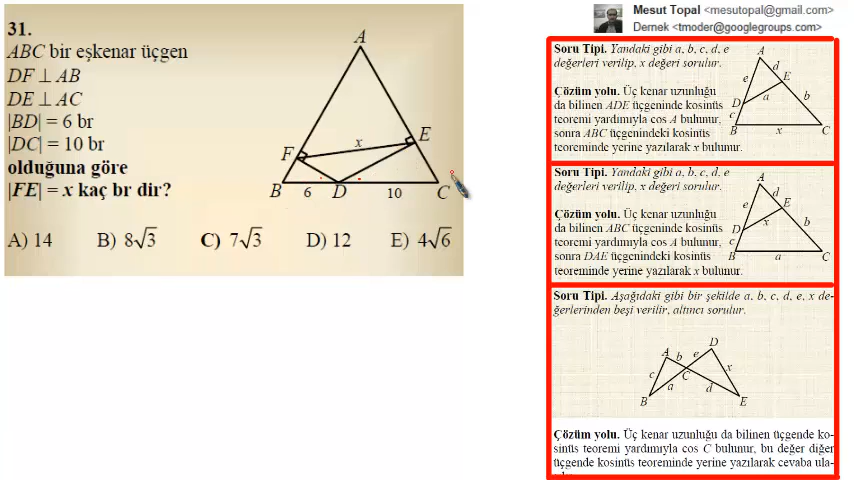 31.
ABC bir eşkenar üçgen
DF ⊥ AB
DE ⊥ AC
|BD| = 6 br
|DC| = 10 br
olduğuna göre
|FE| = x kaç br dir?
A
E
x
F
B
6
D
10
C
A) 14 B) 8√3 C) 7√3 D) 12 E) 4√6
Mesut Topal <mesutopal@gmail.com>
Dernek <tmoder@googlegroups.com>
Soru Tipi. Yandaki gibi a, b, c, d, e
değerleri verilip, x değeri sorulur.
Çözüm yolu. Üç kenar uzunluğu
da bilinen ADE üçgeninde kosinüs
teoremi yardımıyla cos A bulunur,
sonra ABC üçgenindeki kosinüs
teoreminde yerine yazılarak x bulunur.
A
d
E
e
a
b
D
c
B
x
C
Soru Tipi. Yandaki gibi a, b, c, d, e
değerleri verilip, x değeri sorulur.
Çözüm yolu. Üç kenar uzunluğu
da bilinen ABC üçgeninde kosinüs
teoremi yardımıyla cos A bulunur,
sonra DAE üçgenindeki kosinüs
teoreminde yerine yazılarak x bulunur.
A
d
E
e
x
b
D
c
B
a
C
Soru Tipi. Aşağıdaki gibi bir şekilde a, b, c, d, e, x de-
ğerlerinden beşi verilir, altıncı sorulur.
D
A
b
e
c
C
x
a
d
B
E
Çözüm yolu. Üç kenar uzunluğu da bilinen üçgende ko-
sinüs teoremi yardımıyla cos C bulunur, bu değer diğer
üçgende kosinüs teoreminde yerine yazılarak cevaba ula-